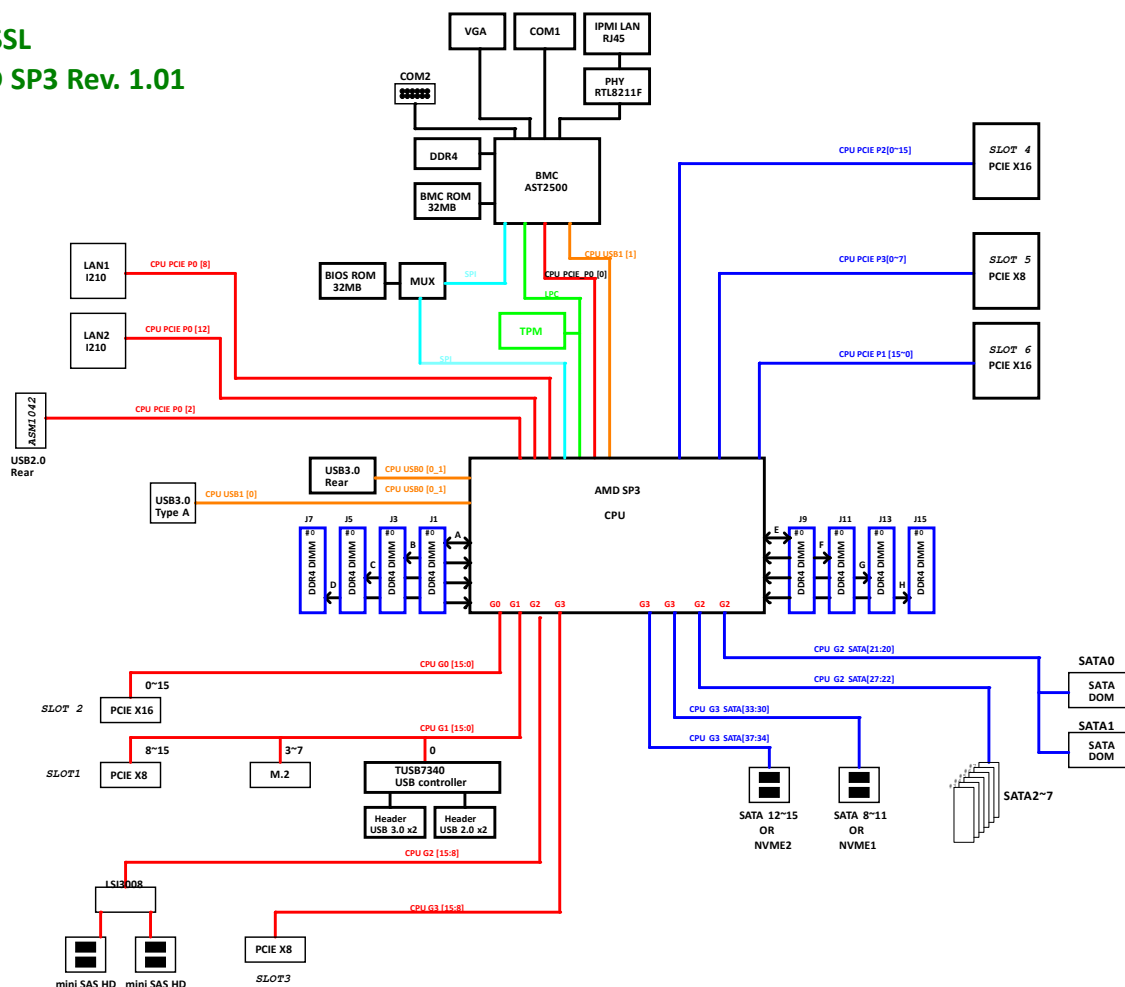 SSL
SP3 Rev. 1.01
VGA
COM1
IPMI LAN
RJ45
COM2
PHY
RTL8211F
DDR4
BMC
AST2500
BMC ROM
32MB
CPU PCIE P2[0~15]
SLOT 4
PCIE X16
LAN1
I210
CPU PCIE P0 [8]
BIOS ROM
32MB
MUX
SPI
CPU USB1 [1]
CPU PCIE_P0 [0]
LPC
CPU PCIE P3[0~7]
SLOT 5
PCIE X8
LAN2
I210
CPU PCIE P0 [12]
TPM
SPI
CPU PCIE P1 [15~0]
SLOT 6
PCIE X16
ASM1042
CPU PCIE P0 [2]
USB2.0
Rear
USB3.0
Rear
CPU USB0 [0_1]
CPU USB0 [0_1]
USB3.0
Type A
CPU USB1 [0]
AMD SP3
CPU
J7
J5
J3
J1
J9
J11
J13
J15
#0
#0
#0
#0
#0
#0
#0
#0
DDR4 DIMM
DDR4 DIMM
DDR4 DIMM
DDR4 DIMM
DDR4 DIMM
DDR4 DIMM
DDR4 DIMM
DDR4 DIMM
A
B
C
D
E
F
G
H
G0
G1
G2
G3
G3
G3
G2
G2
CPU G0 [15:0]
CPU G2 SATA[21:20]
SATA0
SATA
DOM
0~15
SLOT 2
PCIE X16
CPU G2 SATA[27:22]
CPU G3 SATA[33:30]
CPU G1 [15:0]
CPU G3 SATA[37:34]
SATA1
SATA
DOM
8~15
3~7
0
SLOT1
PCIE X8
M.2
TUSB7340
USB controller
Header
USB 3.0 x2
Header
USB 2.0 x2
SATA 12~15
OR
NVME2
SATA 8~11
OR
NVME1
SATA2~7
CPU G2 [15:8]
LSI3008
CPU G3 [15:8]
PCIE X8
SLOT3
mini SAS HD
mini SAS HD